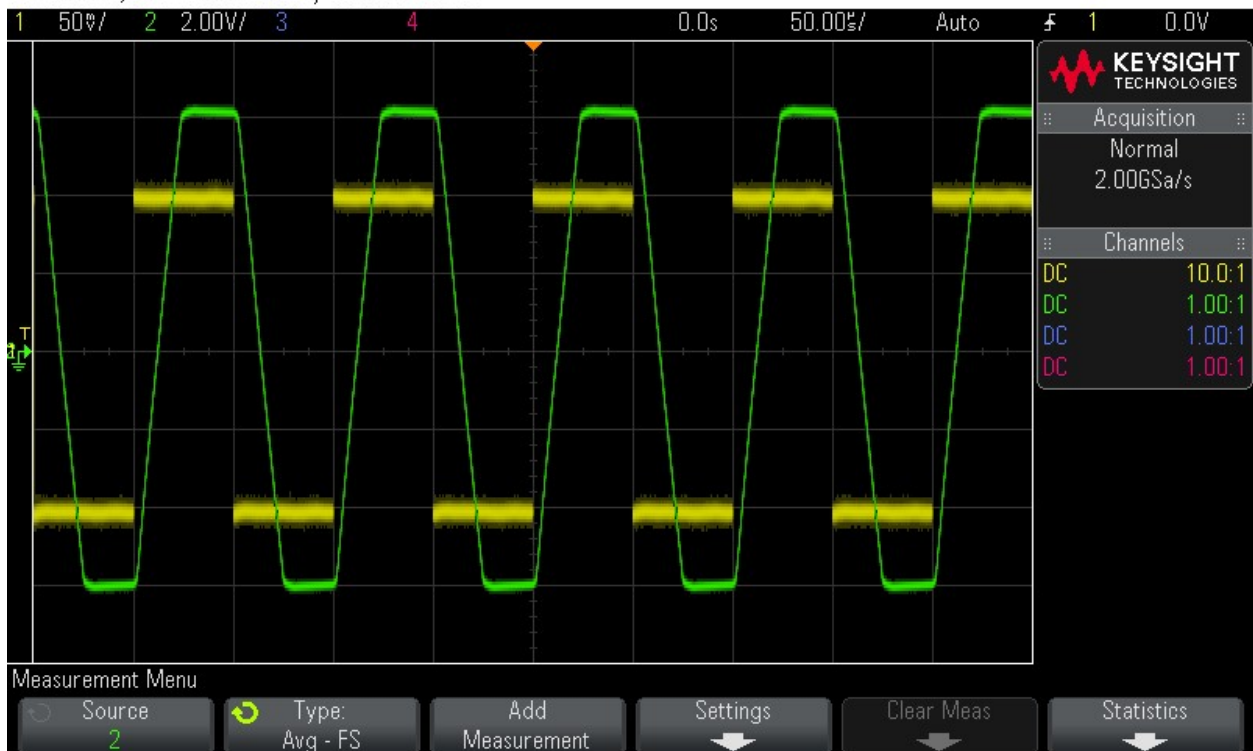 1 50mV/ 2 2.00V/ 3 4 0.0s 50.00us/ Auto 1 0.0V
KEYSIGHT
TECHNOLOGIES
Acquisition
Normal
2.00GSa/s
Channels
DC 10.0:1
DC 1.00:1
DC 1.00:1
DC 1.00:1
T
Measurement Menu
Source
2
Type:
Avg - FS
Add
Measurement
Settings
Clear Meas
Statistics